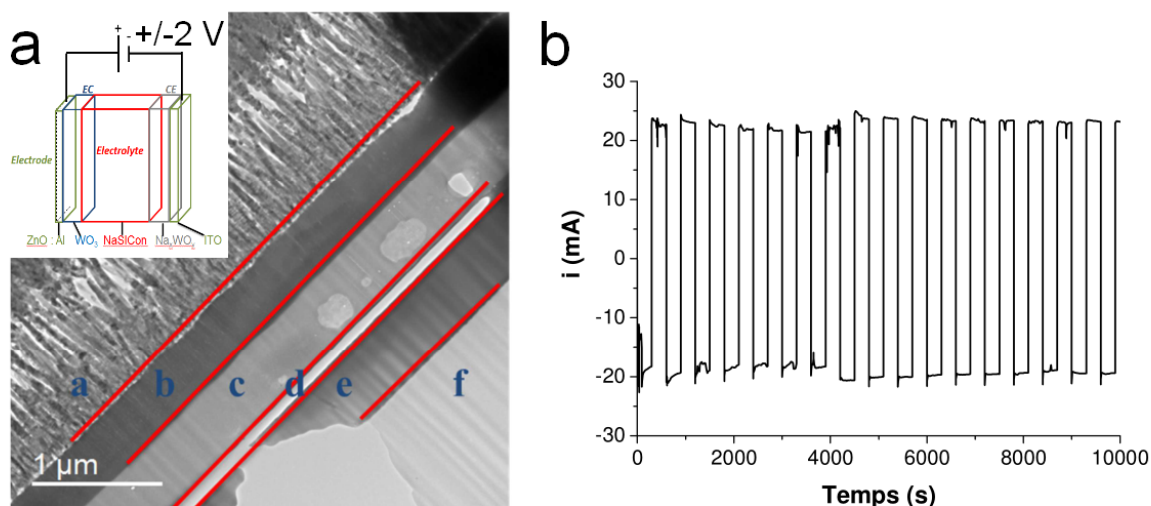 a
+ - +/-2 V
EC
CE
Electrode
Electrolyte
ZnO : Al WO₃ NaSICon NaₓWOₓ ITO
a b c d e f
1 µm
b
i (mA)
30
20
10
0
-10
-20
-30
0 2000 4000 6000 8000 10000
Temps (s)